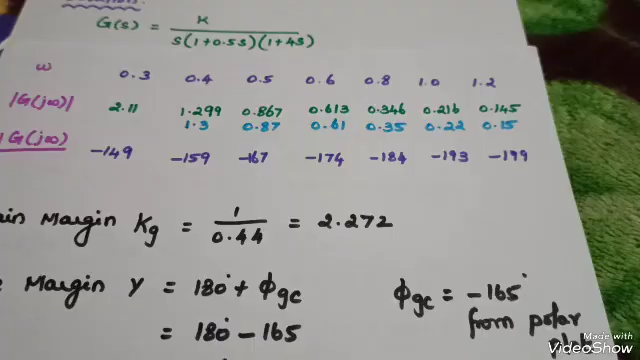 G(s) = K / s(1+0.5s)(1+4s)
ω 0.3 0.4 0.5 0.6 0.8 1.0 1.2
|G(jω)| 2.11 1.299 0.867 0.613 0.346 0.216 0.145
1.3 0.87 0.61 0.35 0.22 0.15
∠G(jω) -149 -159 -167 -174 -184 -193 -199
Margin Kg = 1/0.44 = 2.272
Margin γ = 180° + ϕgc ϕgc = -165°
= 180° - 165 from polar
Made with
VideoShow